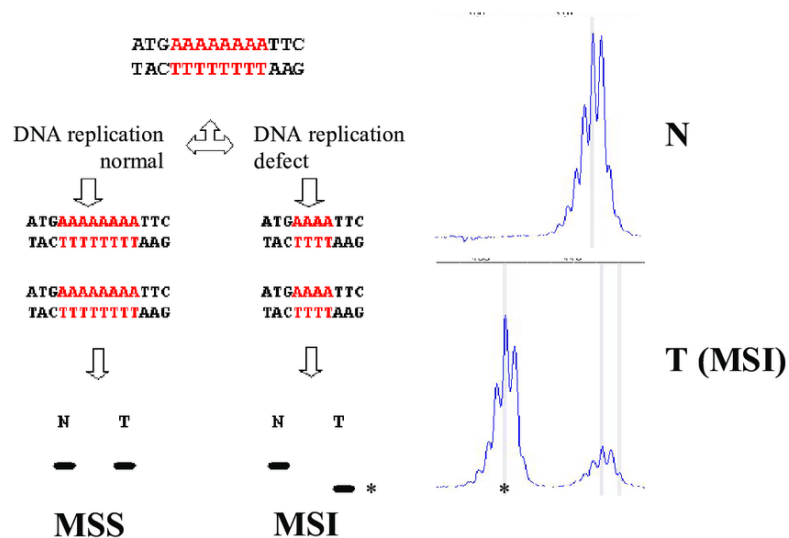 ATGAAAAAAAATTC
TACTTTTTTTTAAG
DNA replication
normal
DNA replication
defect
ATGAAAAAAAATTC
TACTTTTTTTTAAG
ATGAAAATTC
TACTTTTAAG
ATGAAAAAAAATTC
TACTTTTTTTTAAG
ATGAAAATTC
TACTTTTAAG
N T
N T
*
MSS
MSI
N
T (MSI)
*